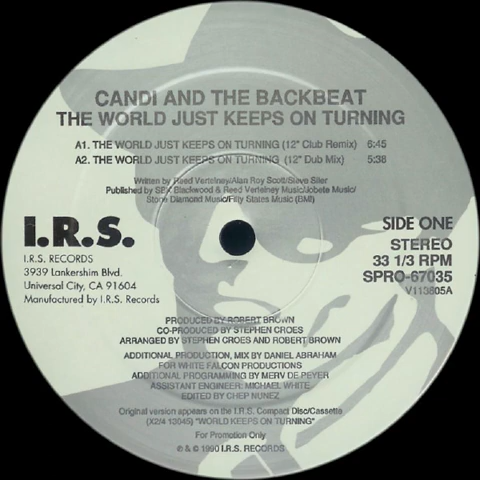 CANDI AND THE BACKBEAT
THE WORLD JUST KEEPS ON TURNING
A1. THE WORLD JUST KEEPS ON TURNING (12" Club Remix) 6:45
A2. THE WORLD JUST KEEPS ON TURNING (12" Dub Mix) 5:38
Written by Reed Vertelney/Alan Roy Scott/Steve Siler
Published by SBK Blackwood & Reed Vertelney Music/Jobete Music/
Stone Diamond Music/Fifty States Music (BMI)
I.R.S.
I.R.S. RECORDS
3939 Lankershim Blvd.
Universal City, CA 91604
Manufactured by I.R.S. Records
SIDE ONE
STEREO
33 1/3 RPM
SPRO-67035
V113805A
PRODUCED BY ROBERT BROWN
CO-PRODUCED BY STEPHEN CROES
ARRANGED BY STEPHEN CROES AND ROBERT BROWN
ADDITIONAL PRODUCTION, MIX BY DANIEL ABRAHAM
FOR WHITE FALCON PRODUCTIONS
ADDITIONAL PROGRAMMING BY MERV DE PEYER
ASSISTANT ENGINEER: MICHAEL WHITE
EDITED BY CHEP NUNEZ
Original version appears on the I.R.S. Compact Disc/Cassette
(X2/4 13045) "WORLD KEEPS ON TURNING"
For Promotion Only
℗ & © 1990 I.R.S. RECORDS